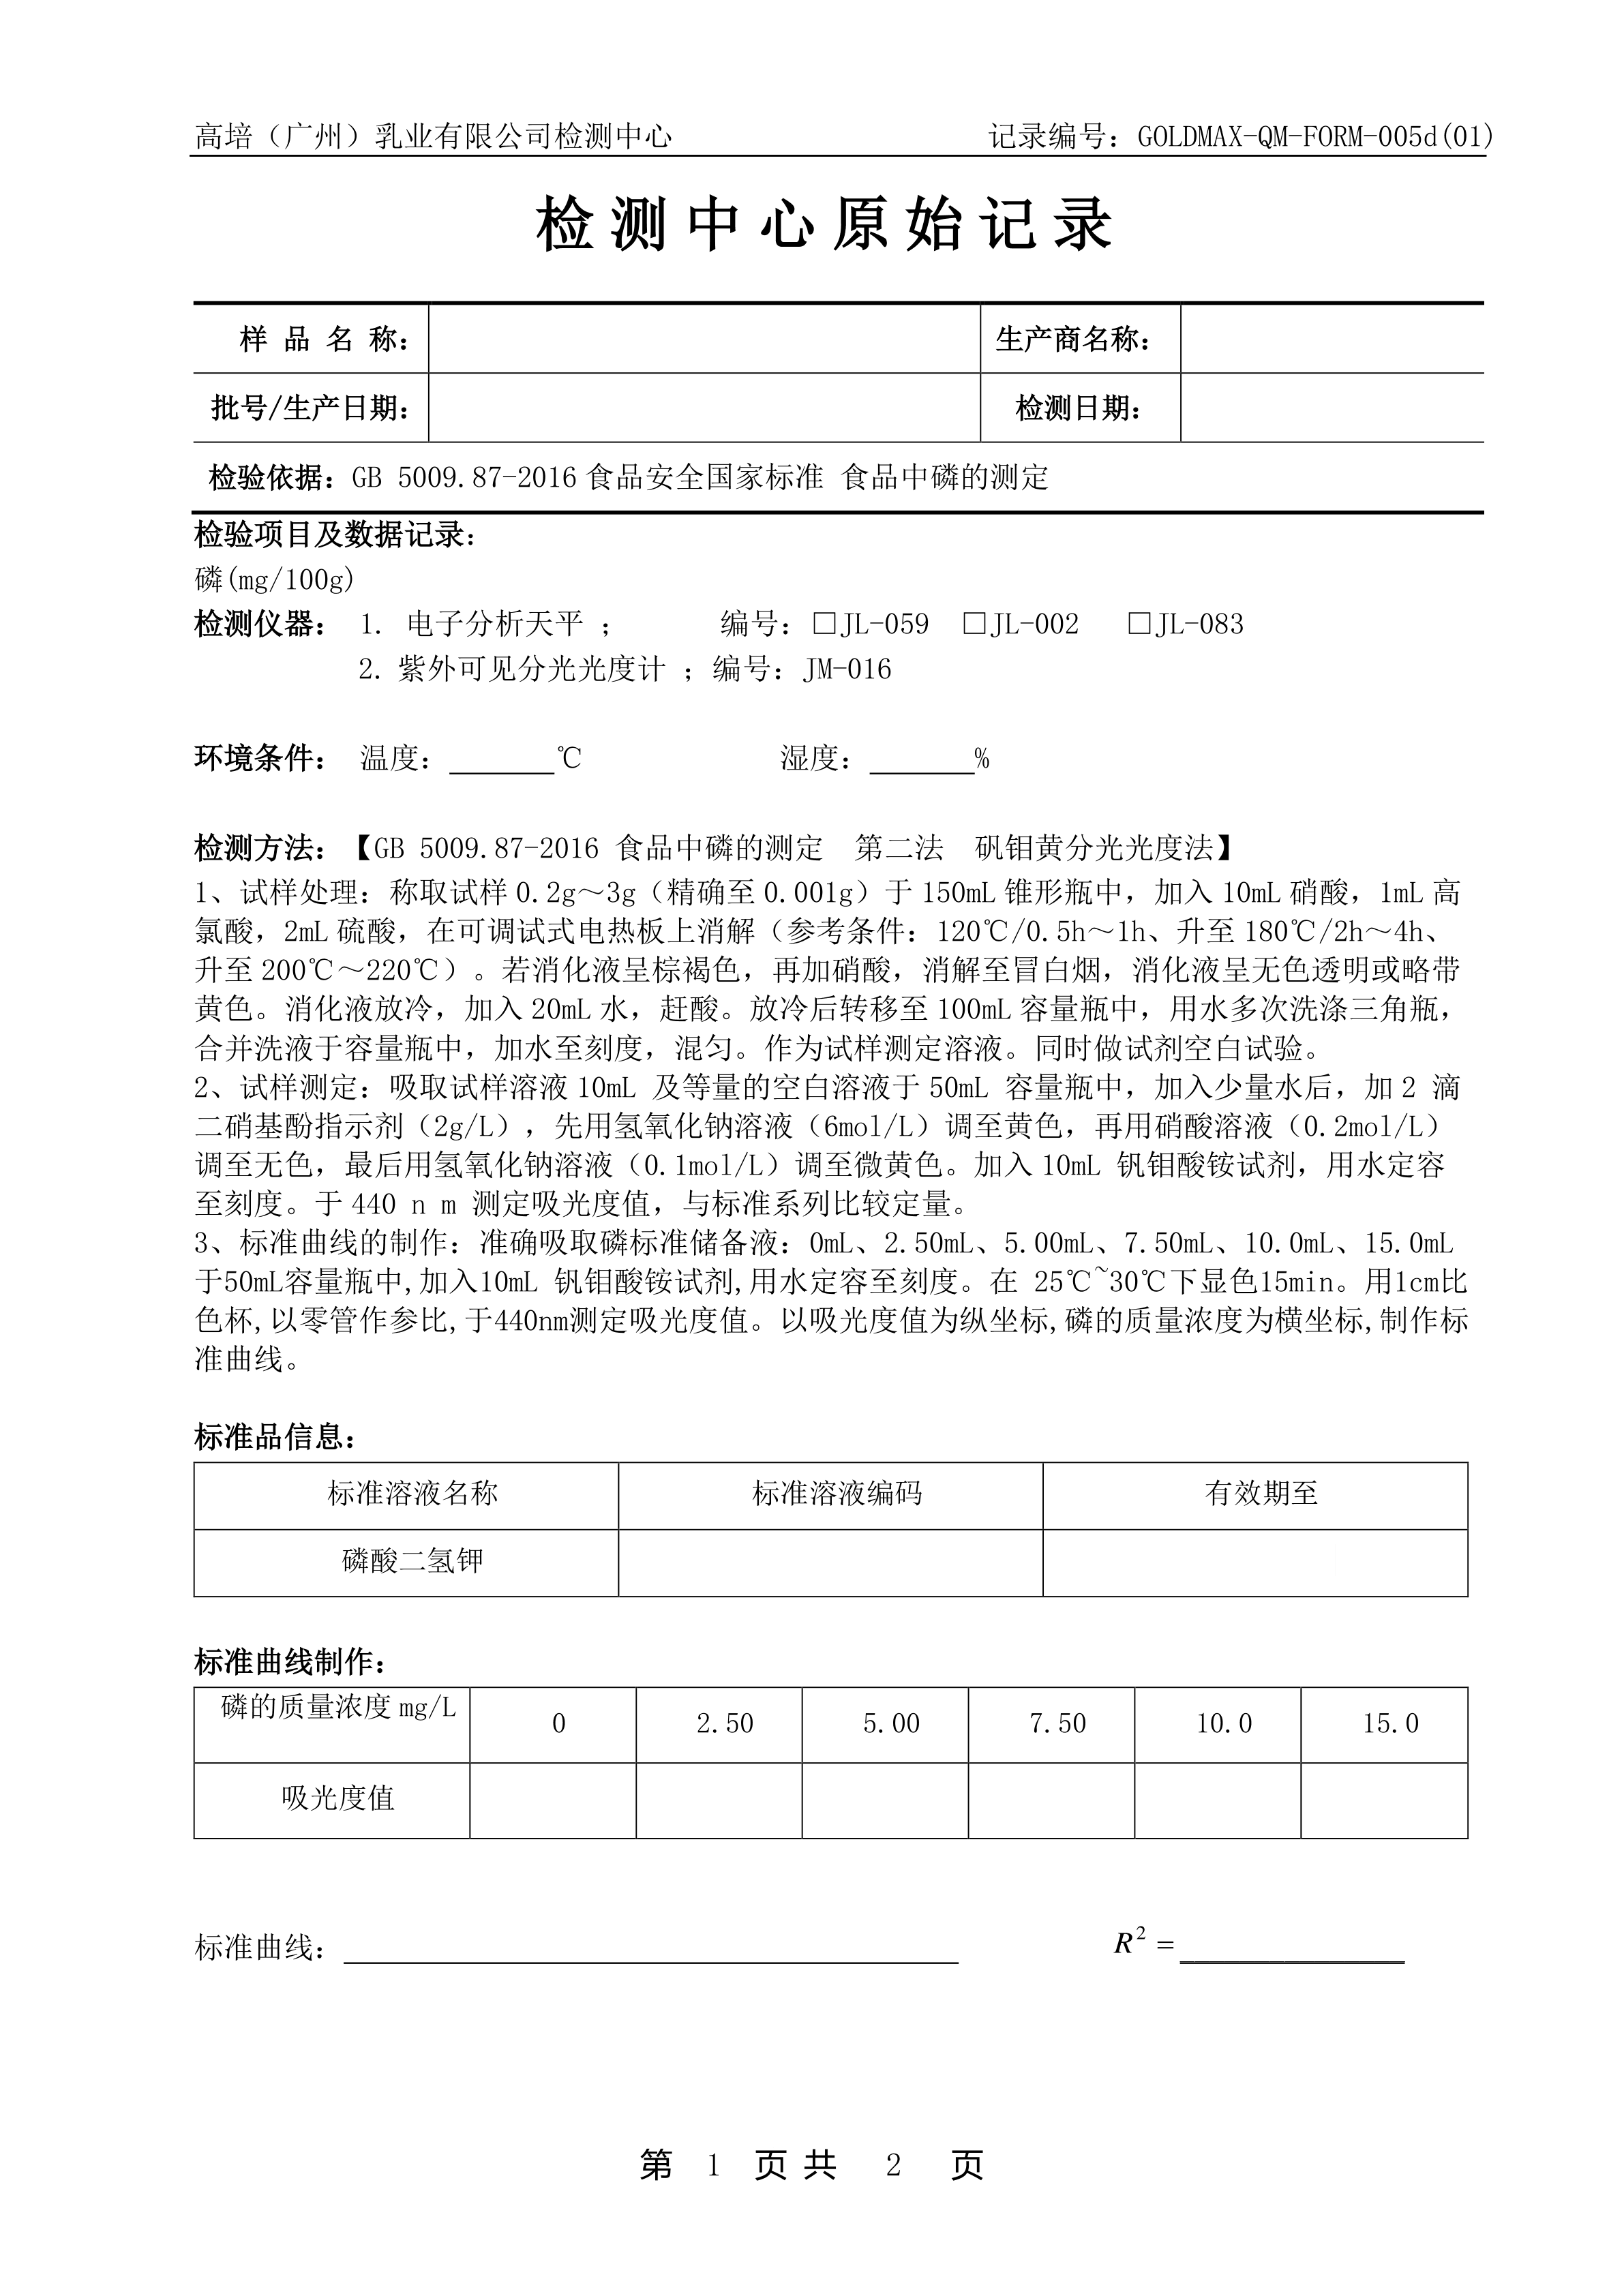 高培（广州）乳业有限公司检测中心 记录编号：GOLDMAX-QM-FORM-005d(01)
检测中心原始记录
样 品 名 称： 生产商名称：
批号/生产日期： 检测日期：
检验依据：GB 5009.87-2016 食品安全国家标准 食品中磷的测定
检验项目及数据记录：
磷(mg/100g)
检测仪器： 1. 电子分析天平 ； 编号：□JL-059 □JL-002 □JL-083
2. 紫外可见分光光度计 ；编号：JM-016
环境条件： 温度：_______℃ 湿度：_______%
检测方法：【GB 5009.87-2016 食品中磷的测定 第二法 矾钼黄分光光度法】
1、试样处理：称取试样 0.2g～3g（精确至 0.001g）于 150mL 锥形瓶中，加入 10mL 硝酸，1mL 高
氯酸，2mL 硫酸，在可调试式电热板上消解（参考条件：120℃/0.5h～1h、升至 180℃/2h～4h、
升至 200℃～220℃）。若消化液呈棕褐色，再加硝酸，消解至冒白烟，消化液呈无色透明或略带
黄色。消化液放冷，加入 20mL 水，赶酸。放冷后转移至 100mL 容量瓶中，用水多次洗涤三角瓶，
合并洗液于容量瓶中，加水至刻度，混匀。作为试样测定溶液。同时做试剂空白试验。
2、试样测定：吸取试样溶液 10mL 及等量的空白溶液于 50mL 容量瓶中，加入少量水后，加 2 滴
二硝基酚指示剂（2g/L），先用氢氧化钠溶液（6mol/L）调至黄色，再用硝酸溶液（0.2mol/L）
调至无色，最后用氢氧化钠溶液（0.1mol/L）调至微黄色。加入 10mL 钒钼酸铵试剂，用水定容
至刻度。于 440 n m 测定吸光度值，与标准系列比较定量。
3、标准曲线的制作：准确吸取磷标准储备液：0mL、2.50mL、5.00mL、7.50mL、10.0mL、15.0mL
于50mL容量瓶中,加入10mL 钒钼酸铵试剂,用水定容至刻度。在 25℃~30℃下显色15min。用1cm比
色杯,以零管作参比,于440nm测定吸光度值。以吸光度值为纵坐标,磷的质量浓度为横坐标,制作标
准曲线。
标准品信息：
标准溶液名称 标准溶液编码 有效期至
磷酸二氢钾
标准曲线制作：
磷的质量浓度 mg/L 0 2.50 5.00 7.50 10.0 15.0
吸光度值
标准曲线：_______ R² =_______
第 1 页 共 2 页